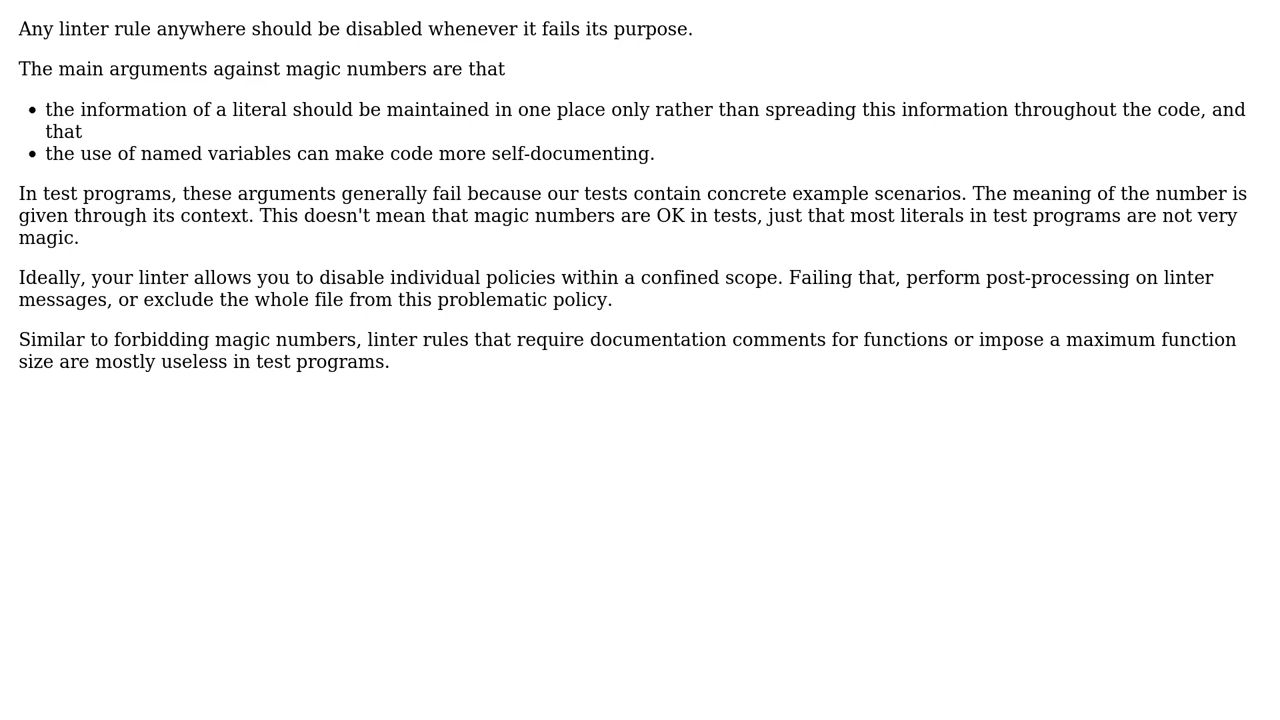 Any linter rule anywhere should be disabled whenever it fails its purpose.
The main arguments against magic numbers are that
• the information of a literal should be maintained in one place only rather than spreading this information throughout the code, and
that
• the use of named variables can make code more self-documenting.
In test programs, these arguments generally fail because our tests contain concrete example scenarios. The meaning of the number is
given through its context. This doesn't mean that magic numbers are OK in tests, just that most literals in test programs are not very
magic.
Ideally, your linter allows you to disable individual policies within a confined scope. Failing that, perform post-processing on linter
messages, or exclude the whole file from this problematic policy.
Similar to forbidding magic numbers, linter rules that require documentation comments for functions or impose a maximum function
size are mostly useless in test programs.